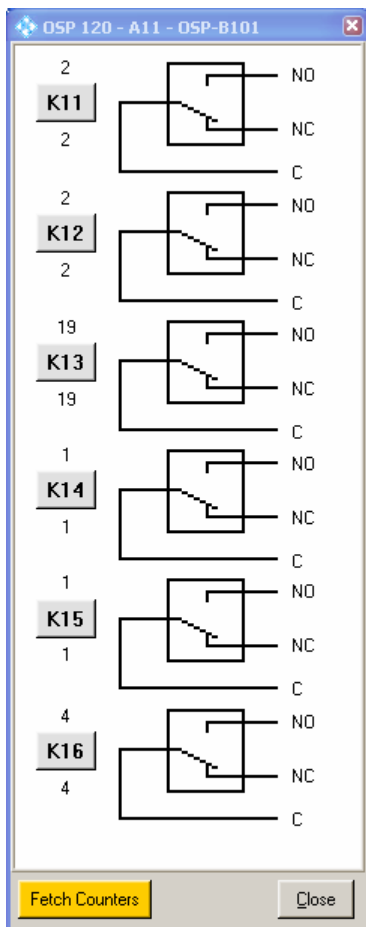 OSP 120 - A11 - OSP-B101
2
K11
2
NO
NC
C
2
K12
2
NO
NC
C
19
K13
19
NO
NC
C
1
K14
1
NO
NC
C
1
K15
1
NO
NC
C
4
K16
4
NO
NC
C
Fetch Counters
Close